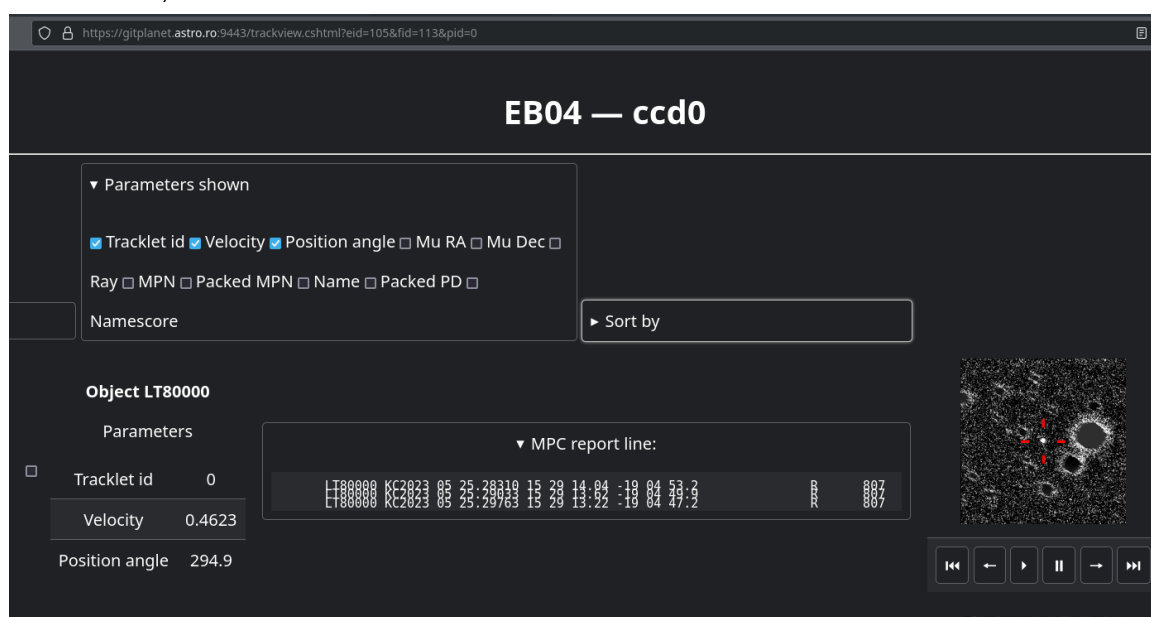 https://gitplanet.astro.ro:9443/trackview.cshtml?eid=105&fid=113&pid=0
EB04 — ccd0
▾ Parameters shown
Tracklet id Velocity Position angle Mu RA Mu Dec
Ray MPN Packed MPN Name Packed PD
Namescore
▸ Sort by
Object LT80000
Parameters
Tracklet id 0
Velocity 0.4623
Position angle 294.9
▾ MPC report line:
LT80000 KC2023 05 25.28310 15 29 14.04 -19 04 53.2 R 807
LT80000 KC2023 05 25.29033 15 29 13.62 -19 04 49.9 R 807
LT80000 KC2023 05 25.29763 15 29 13.22 -19 04 47.2 R 807